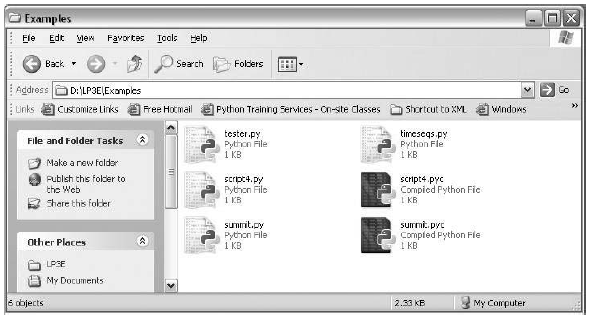 Examples
File Edit View Favorites Tools Help
Back Search Folders
Address D:\LP3E\Examples Go
Links Customize Links Free Hotmail Python Training Services - On-site Classes Shortcut to XML Windows »
File and Folder Tasks
Make a new folder
Publish this folder to
the Web
Share this folder
Other Places
LP3E
My Documents
tester.py
Python File
1 KB
timeseqs.py
Python File
1 KB
script4.py
Python File
1 KB
script4.pyc
Compiled Python File
1 KB
summit.py
Python File
1 KB
summit.pyc
Compiled Python File
1 KB
6 objects 2.33 KB My Computer